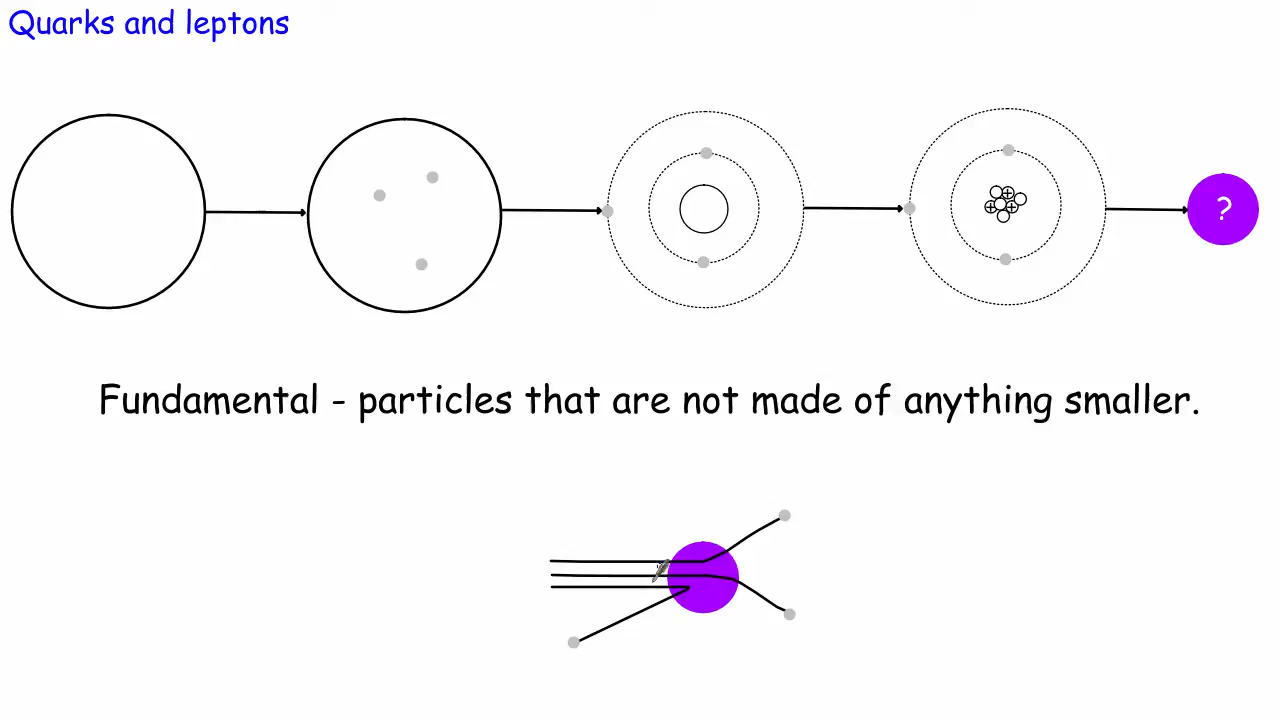 Quarks and leptons
?
Fundamental - particles that are not made of anything smaller.